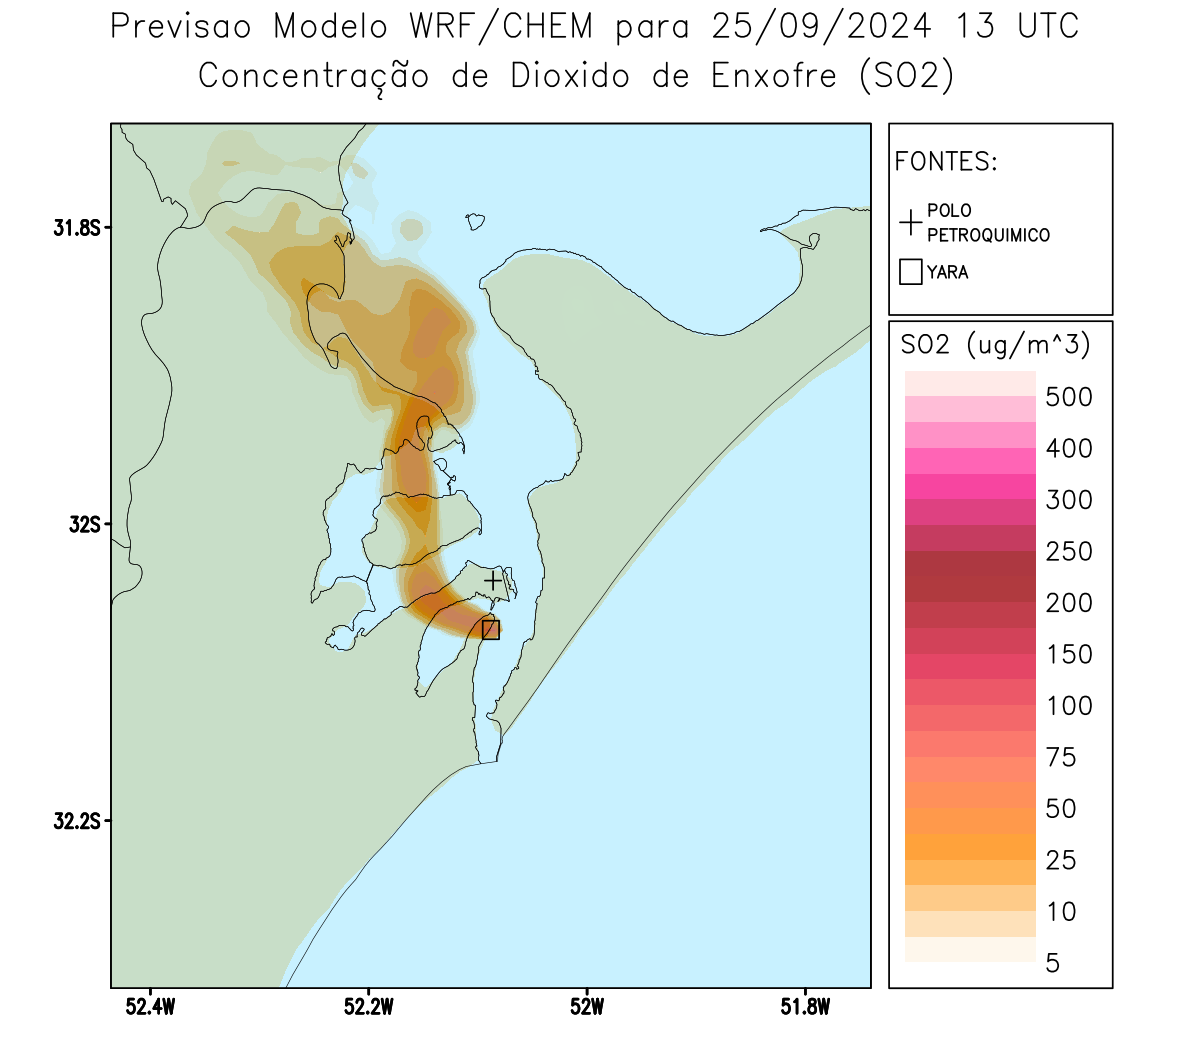 Previsao Modelo WRF/CHEM para 25/09/2024 13 UTC
Concentração de Dioxido de Enxofre (SO2)
FONTES:
POLO
PETROQUIMICO
YARA
SO2 (ug/m^3)
500
400
300
250
200
150
100
75
50
25
10
5
31.8S
32S
32.2S
52.4W
52.2W
52W
51.8W